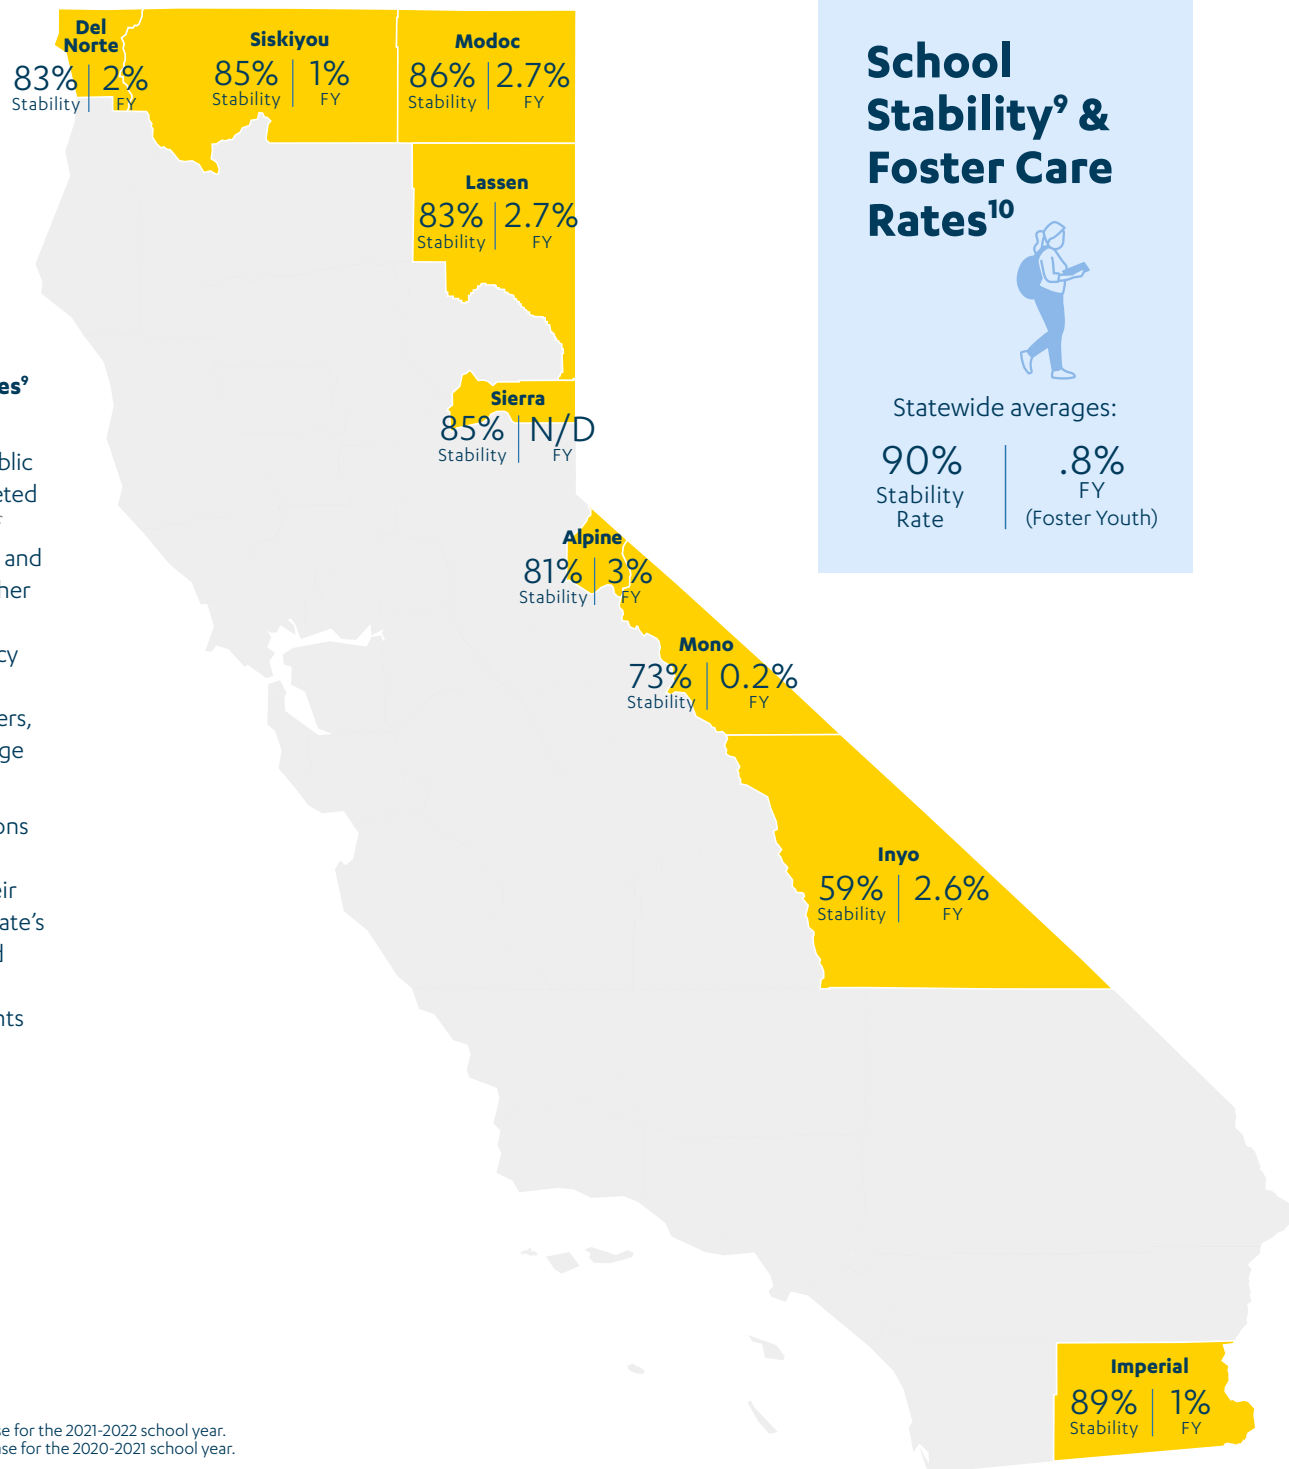 Del
Norte
83% 2%
Stability FY
Siskiyou
85% 1%
Stability FY
Modoc
86% 2.7%
Stability FY
Lassen
83% 2.7%
Stability FY
Sierra
85% N/D
Stability FY
Alpine
81% 3%
Stability FY
Mono
73% 0.2%
Stability FY
Inyo
59% 2.6%
Stability FY
Imperial
89% 1%
Stability FY
School
Stability⁹ &
Foster Care
Rates¹⁰
Statewide averages:
90% .8%
Stability FY
Rate (Foster Youth)
es⁹
blic
eted
and
her
cy
ers,
ge
ons
eir
ate's
d
nts
se for the 2021-2022 school year.
ase for the 2020-2021 school year.